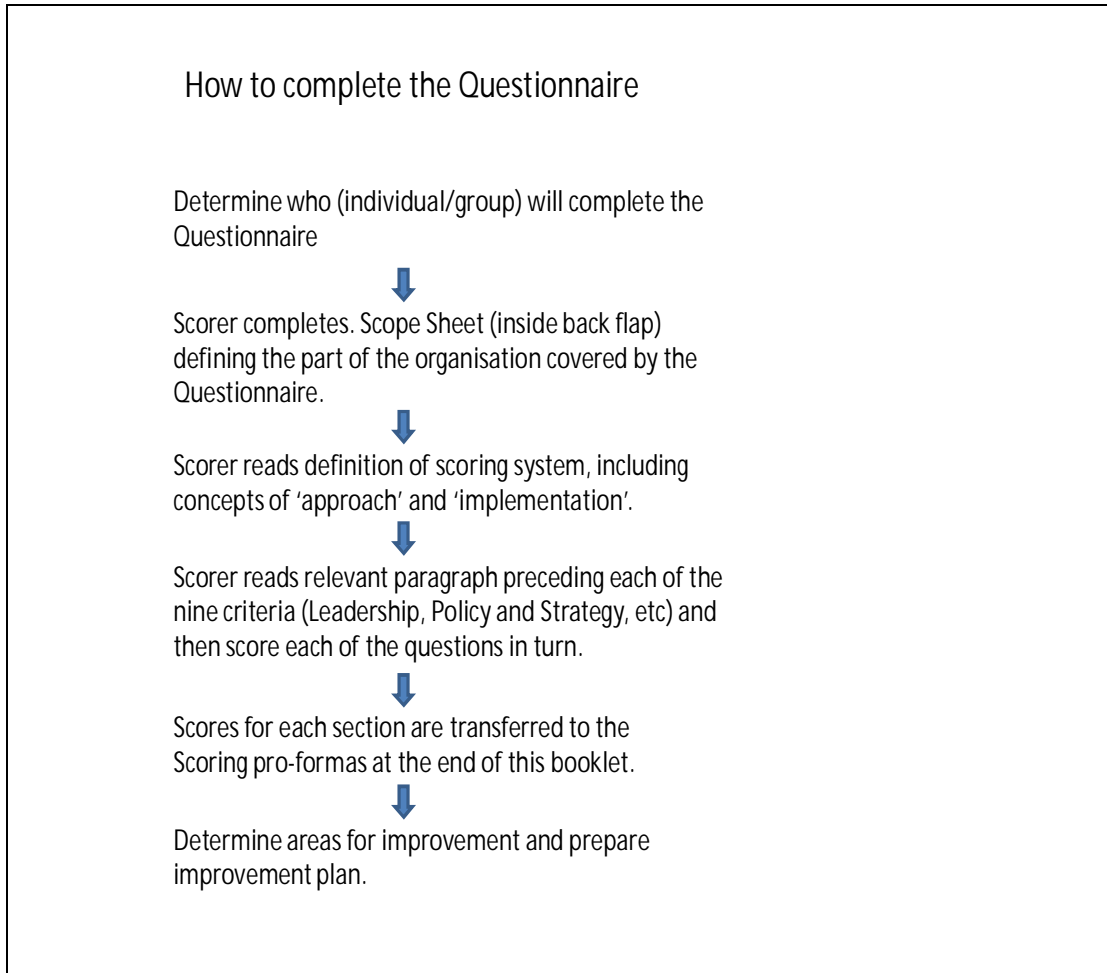 How to complete the Questionnaire
Determine who (individual/group) will complete the
Questionnaire
Scorer completes. Scope Sheet (inside back flap)
defining the part of the organisation covered by the
Questionnaire.
Scorer reads definition of scoring system, including
concepts of ‘approach’ and ‘implementation’.
Scorer reads relevant paragraph preceding each of the
nine criteria (Leadership, Policy and Strategy, etc) and
then score each of the questions in turn.
Scores for each section are transferred to the
Scoring pro-formas at the end of this booklet.
Determine areas for improvement and prepare
improvement plan.